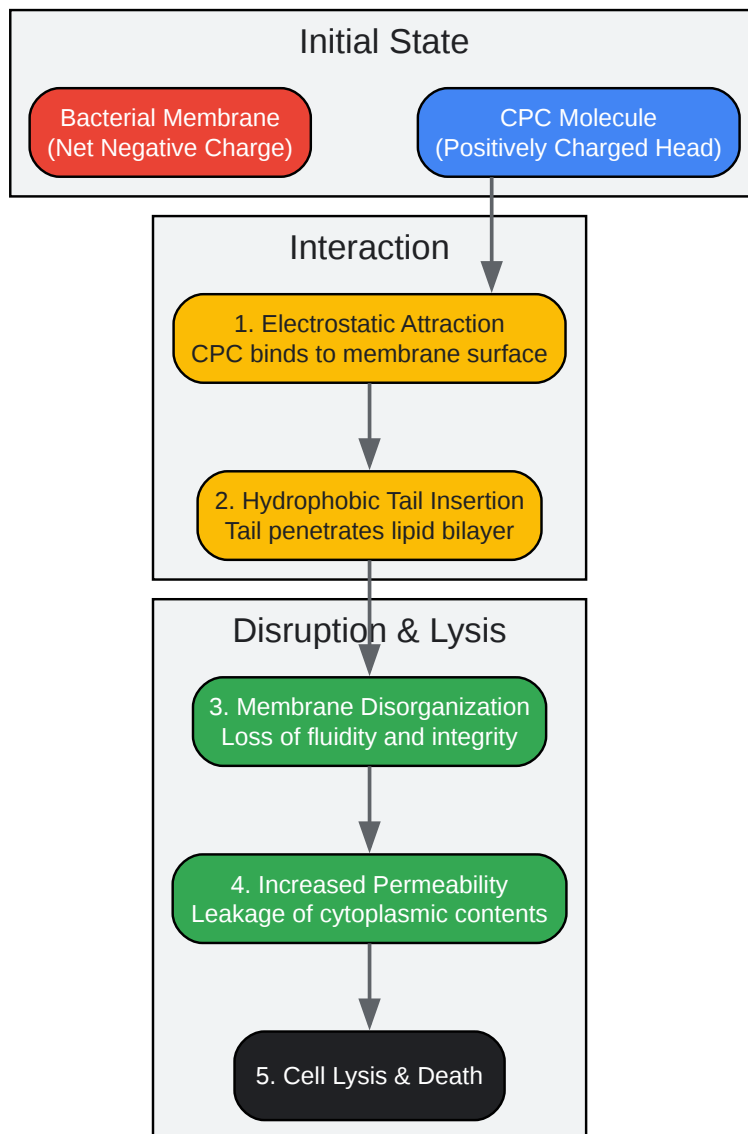 Initial State
Bacterial Membrane
(Net Negative Charge)
CPC Molecule
(Positively Charged Head)
Interaction
1. Electrostatic Attraction
CPC binds to membrane surface
2. Hydrophobic Tail Insertion
Tail penetrates lipid bilayer
Disruption & Lysis
3. Membrane Disorganization
Loss of fluidity and integrity
4. Increased Permeability
Leakage of cytoplasmic contents
5. Cell Lysis & Death